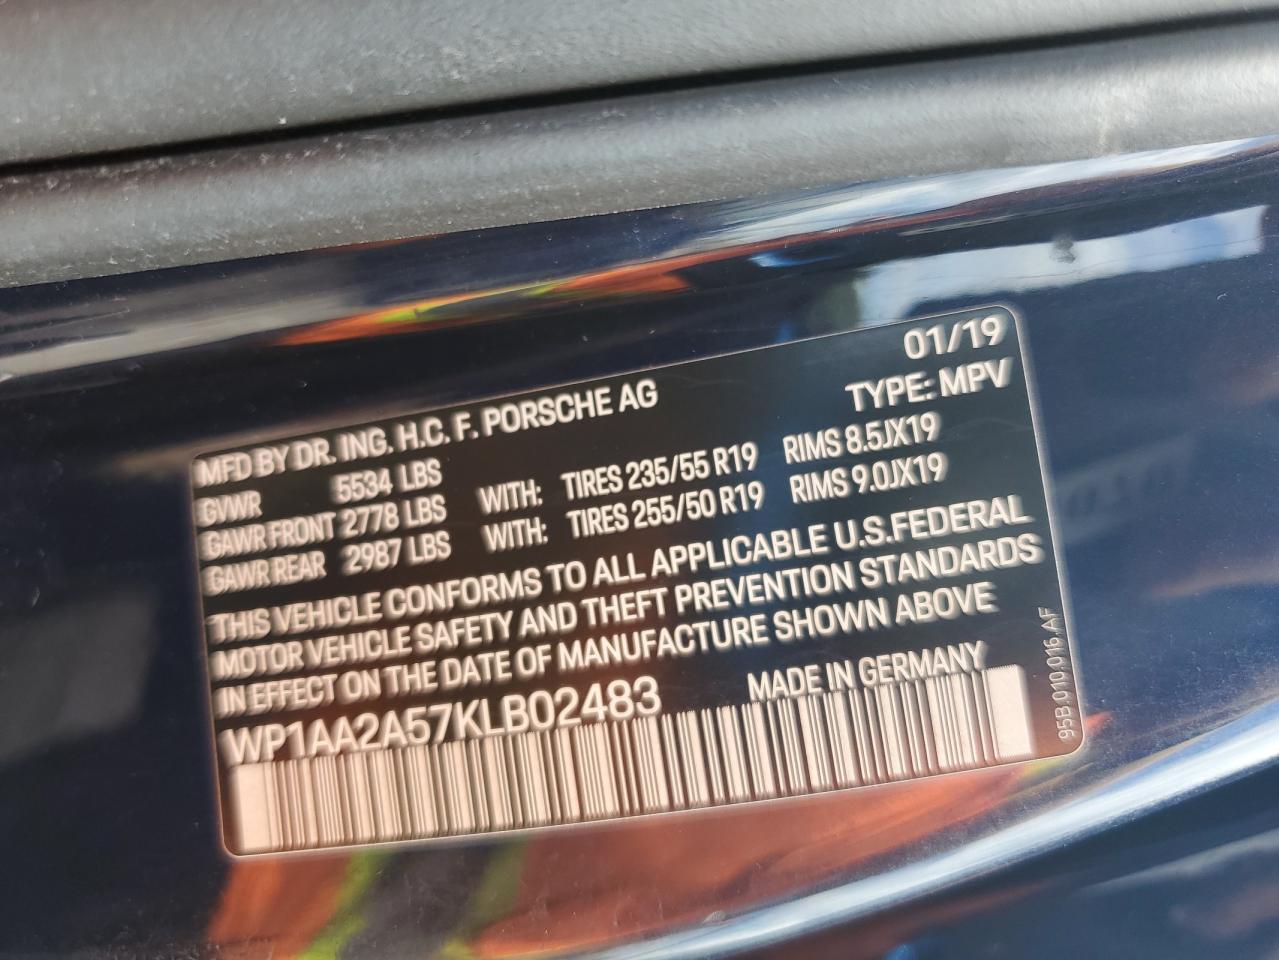 01/19
MFD BY DR. ING. H.C. F. PORSCHE AG TYPE: MPV
GVWR 5534 LBS
GAWR FRONT 2778 LBS WITH: TIRES 235/55 R19 RIMS 8.5JX19
GAWR REAR 2987 LBS WITH: TIRES 255/50 R19 RIMS 9.0JX19
THIS VEHICLE CONFORMS TO ALL APPLICABLE U.S.FEDERAL
MOTOR VEHICLE SAFETY AND THEFT PREVENTION STANDARDS
IN EFFECT ON THE DATE OF MANUFACTURE SHOWN ABOVE
WP1AA2A57KLB02483 MADE IN GERMANY
95B.010.016.AF